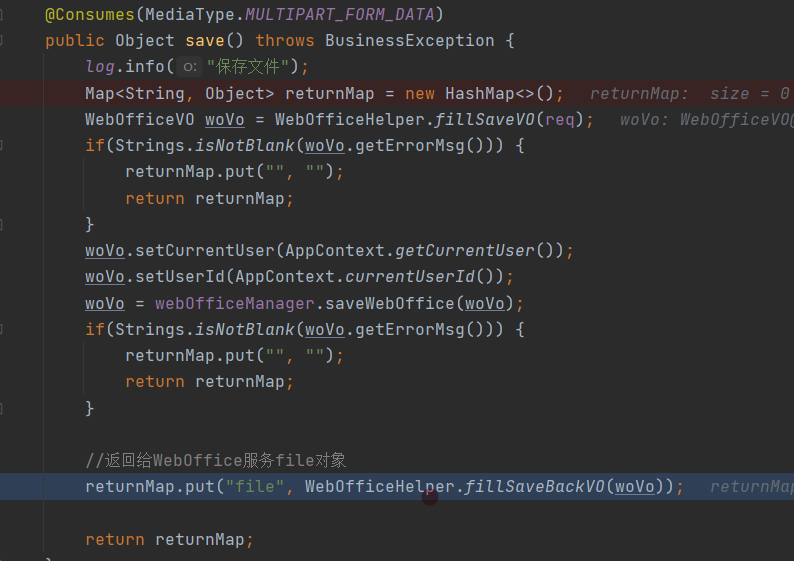 @Consumes(MediaType.MULTIPART_FORM_DATA)
public Object save() throws BusinessException {
log.info( o: "保存文件");
Map<String, Object> returnMap = new HashMap<>(); returnMap: size = 0
WebOfficeVO woVo = WebOfficeHelper.fillSaveVO(req); woVo: WebOfficeVO@
if(Strings.isNotBlank(woVo.getErrorMsg())) {
returnMap.put("", "");
return returnMap;
}
woVo.setCurrentUser(AppContext.getCurrentUser());
woVo.setUserId(AppContext.currentUserId());
woVo = webOfficeManager.saveWebOffice(woVo);
if(Strings.isNotBlank(woVo.getErrorMsg())) {
returnMap.put("", "");
return returnMap;
}
//返回给WebOffice服务file对象
returnMap.put("file", WebOfficeHelper.fillSaveBackVO(woVo)); returnMap
return returnMap;